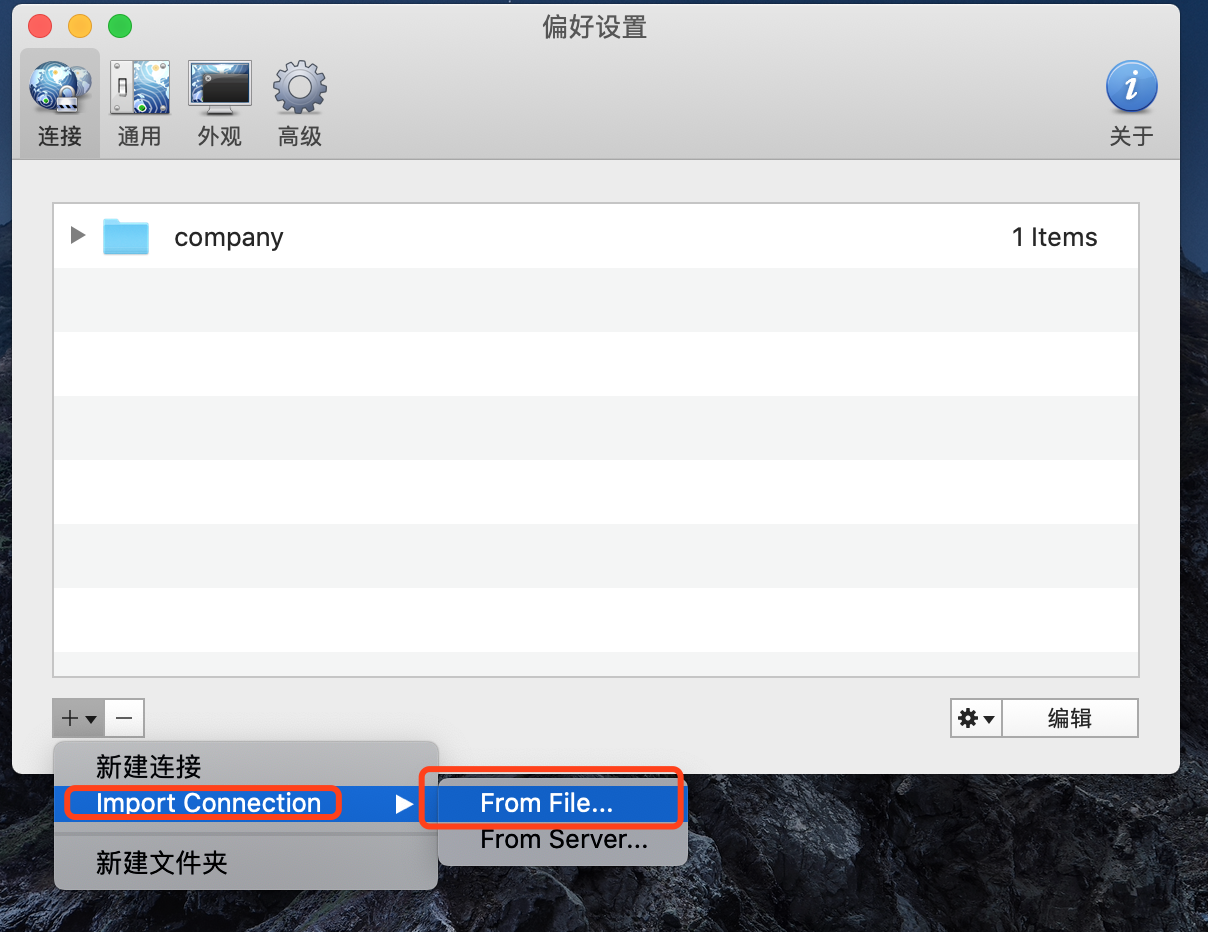 偏好设置
连接
通用
外观
高级
关于
company
1 Items
编辑
新建连接
Import Connection
From File...
From Server...
新建文件夹